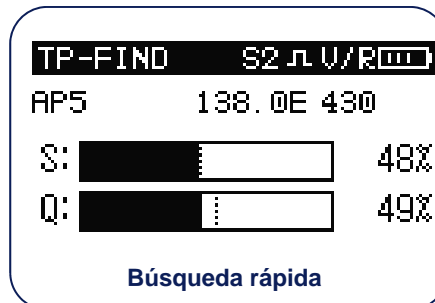 TP-FIND S2 V/R
AP5 138.0E 430
S: 48%
Q: 49%
Búsqueda rápida